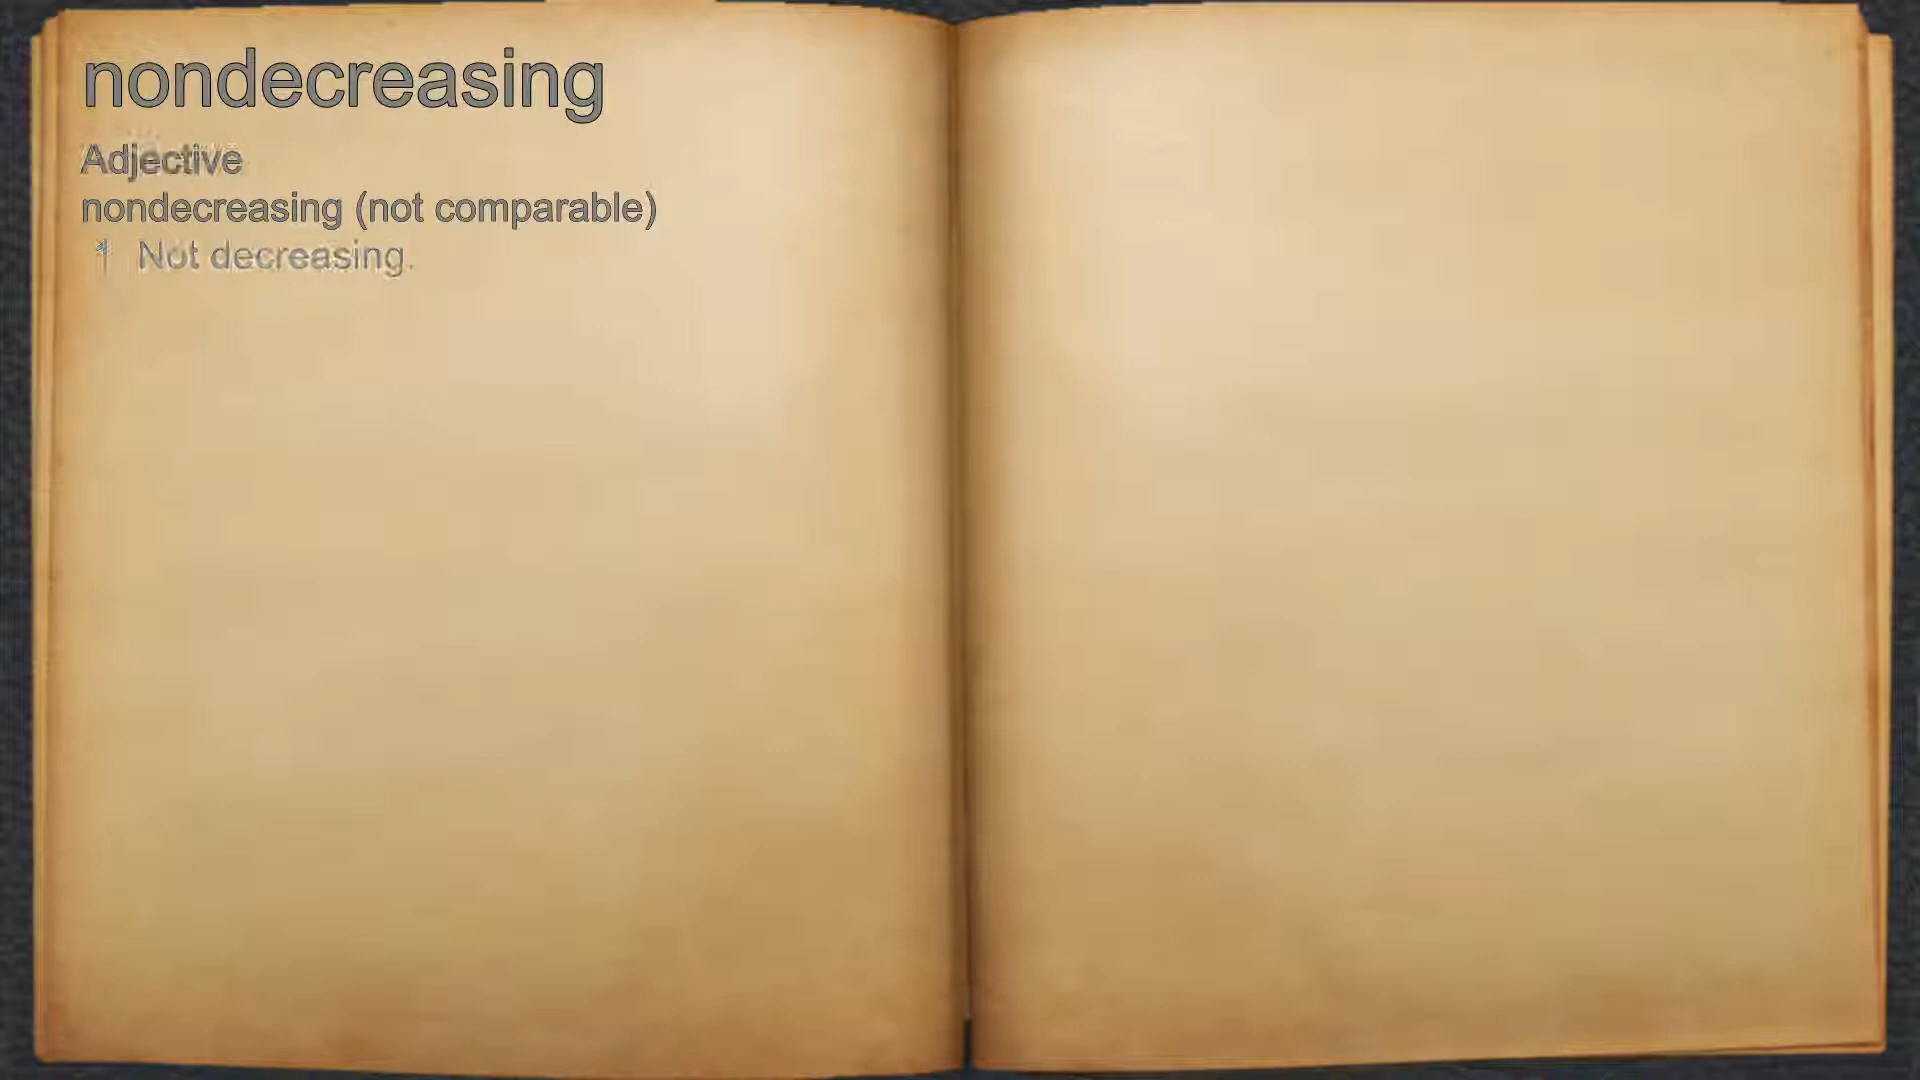 nondecreasing
Adjective
nondecreasing (not comparable)
1 Not decreasing.